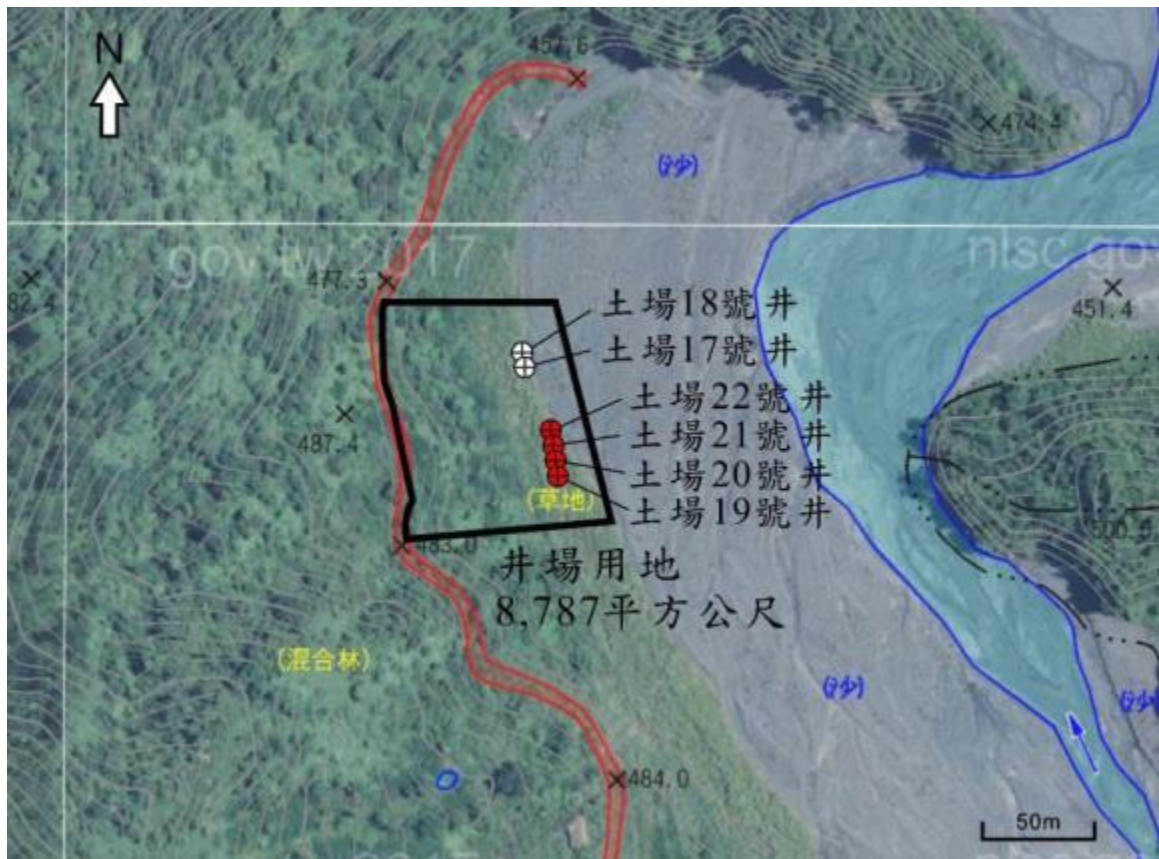 N
457.6
474.4
(沙)
gov.tw 2017
nlsc.gov
477.3
82.4
451.4
土場18號井
土場17號井
土場22號井
487.4
土場21號井
土場20號井
(草地)
土場19號井
483.0
井場用地
8,787平方公尺
(混合林)
(沙)
(沙)
484.0
50m